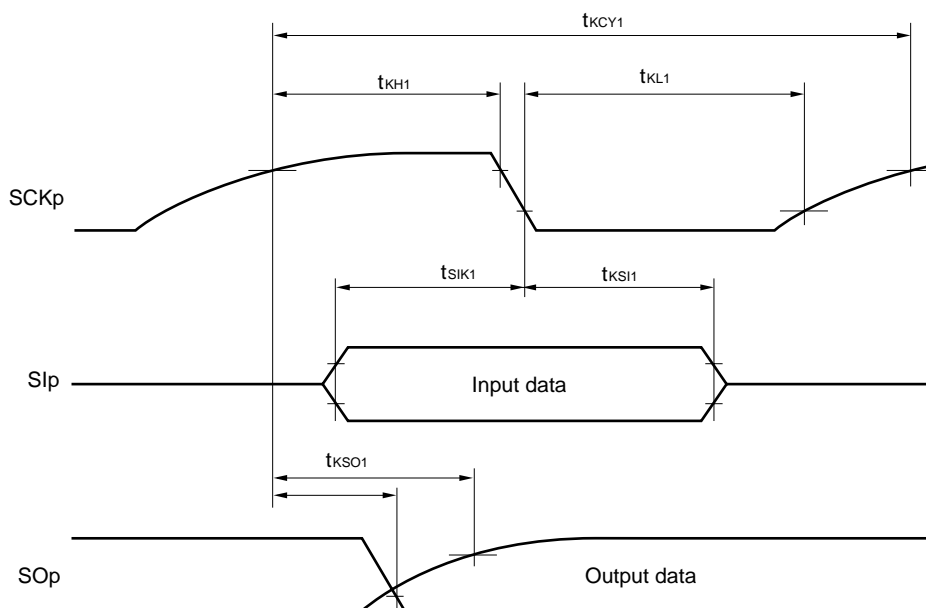 tKCY1
tKH1
tKL1
SCKp
tSIK1
tKSI1
SIp
Input data
tKSO1
SOp
Output data